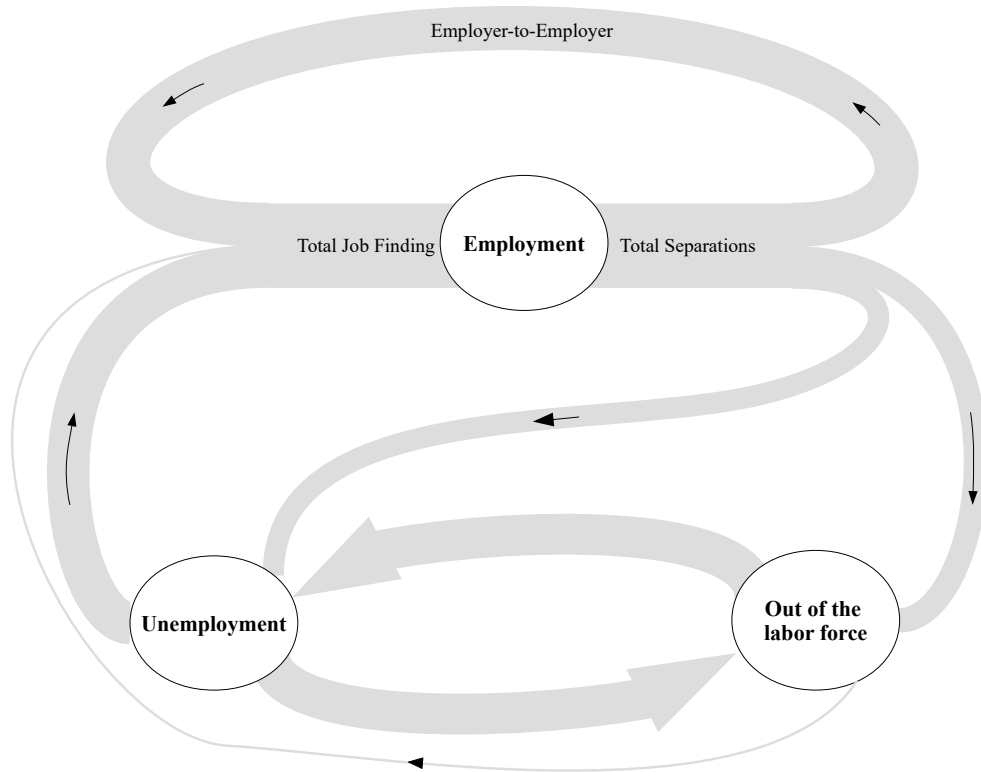 Employer-to-Employer
Total Job Finding
Employment
Total Separations
Unemployment
Out of the
labor force